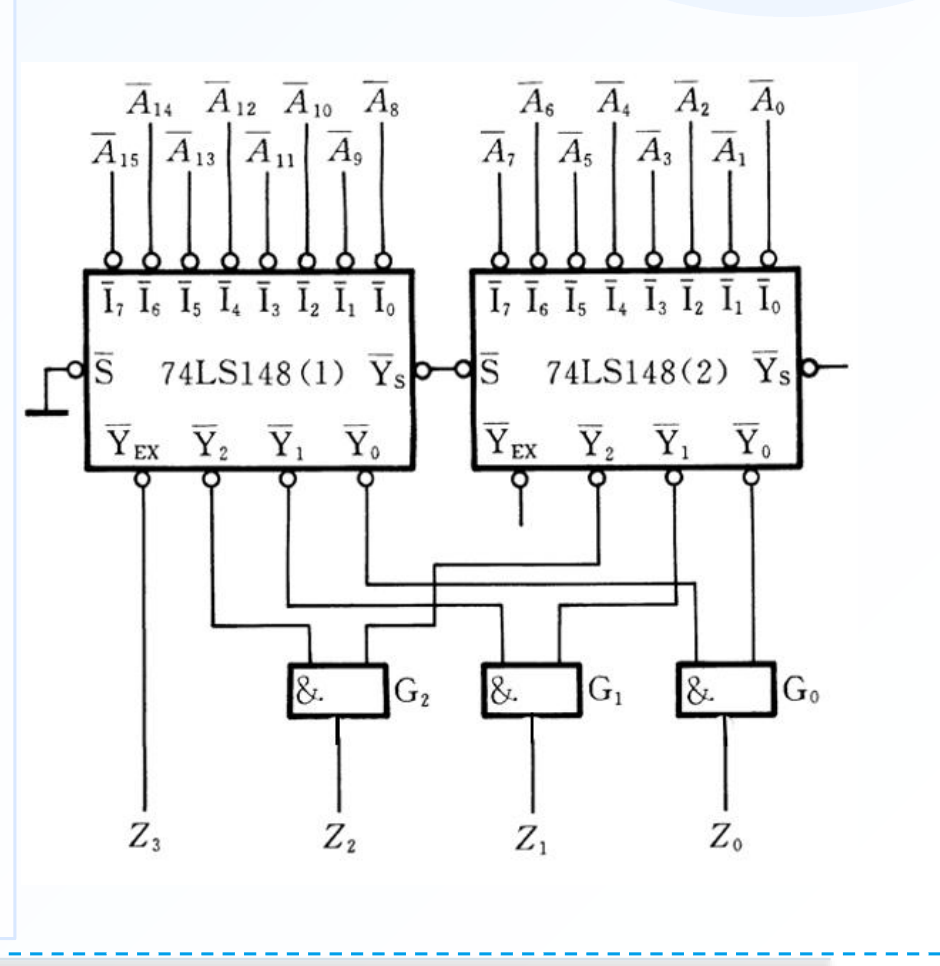 A̅₁₄ A̅₁₂ A̅₁₀ A̅₈ A̅₆ A̅₄ A̅₂ A̅₀
A̅₁₅ A̅₁₃ A̅₁₁ A̅₉ A̅₇ A̅₅ A̅₃ A̅₁
I̅₇ I̅₆ I̅₅ I̅₄ I̅₃ I̅₂ I̅₁ I̅₀ I̅₇ I̅₆ I̅₅ I̅₄ I̅₃ I̅₂ I̅₁ I̅₀
S̅ 74LS148(1) Y̅S S̅ 74LS148(2) Y̅S
Y̅EX Y̅₂ Y̅₁ Y̅₀ Y̅EX Y̅₂ Y̅₁ Y̅₀
& G₂ & G₁ & G₀
Z₃ Z₂ Z₁ Z₀